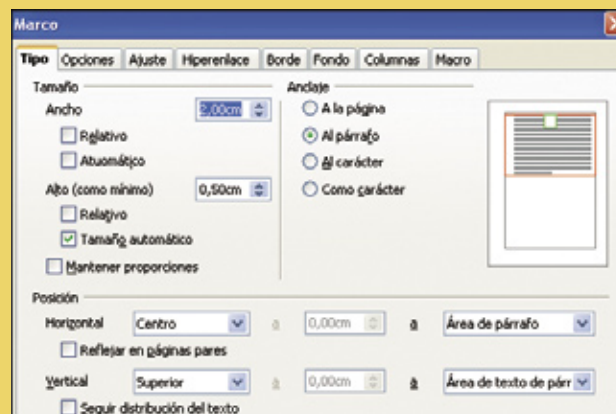 Marco
Tipo Opciones Ajuste Hiperenlace Borde Fondo Columnas Macro
Tamaño Anclaje
Ancho 2,00cm A la página
Relativo Al párrafo
Atuomático Al carácter
Alto (como mínimo) 0,50cm Como carácter
Relativo
Tamaño automático
Mantener proporciones
Posición
Horizontal Centro a 0,00cm a Área de párrafo
Reflejar en páginas pares
Vertical Superior a 0,00cm a Área de texto de párr
Seguir distribución del texto